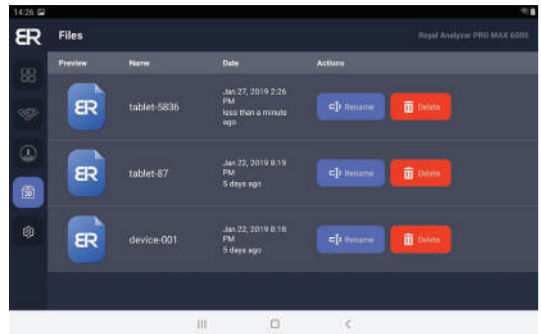 14:26
ER
Files
Royal Analyzer PRO MAX 6000
Preview
Name
Date
Actions
ER
tablet-5836
Jan 27, 2019 2:26
PM
less than a minute
ago
Rename
Delete
ER
tablet-87
Jan 22, 2019 8:19
PM
5 days ago
Rename
Delete
3D
ER
device-001
Jan 22, 2019 8:18
PM
5 days ago
Rename
Delete